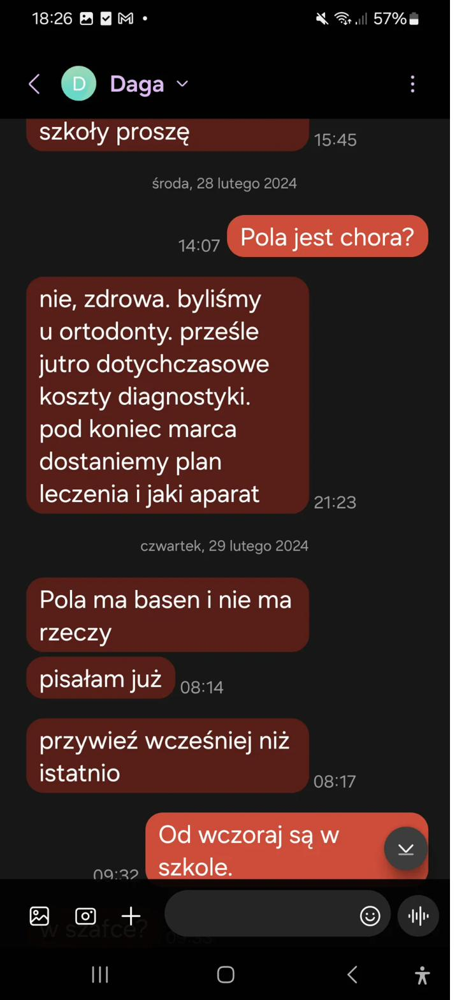 18:26
57%
D
Daga
szkoły proszę
15:45
środa, 28 lutego 2024
Pola jest chora?
14:07
nie, zdrowa. byliśmy
u ortodonty. prześle
jutro dotychczasowe
koszty diagnostyki.
pod koniec marca
dostaniemy plan
leczenia i jaki aparat
21:23
czwartek, 29 lutego 2024
Pola ma basen i nie ma
rzeczy
pisałam już
08:14
przywieź wcześniej niż
istatnio
08:17
Od wczoraj są w
szkole.
09:32
w szafce?
09:33